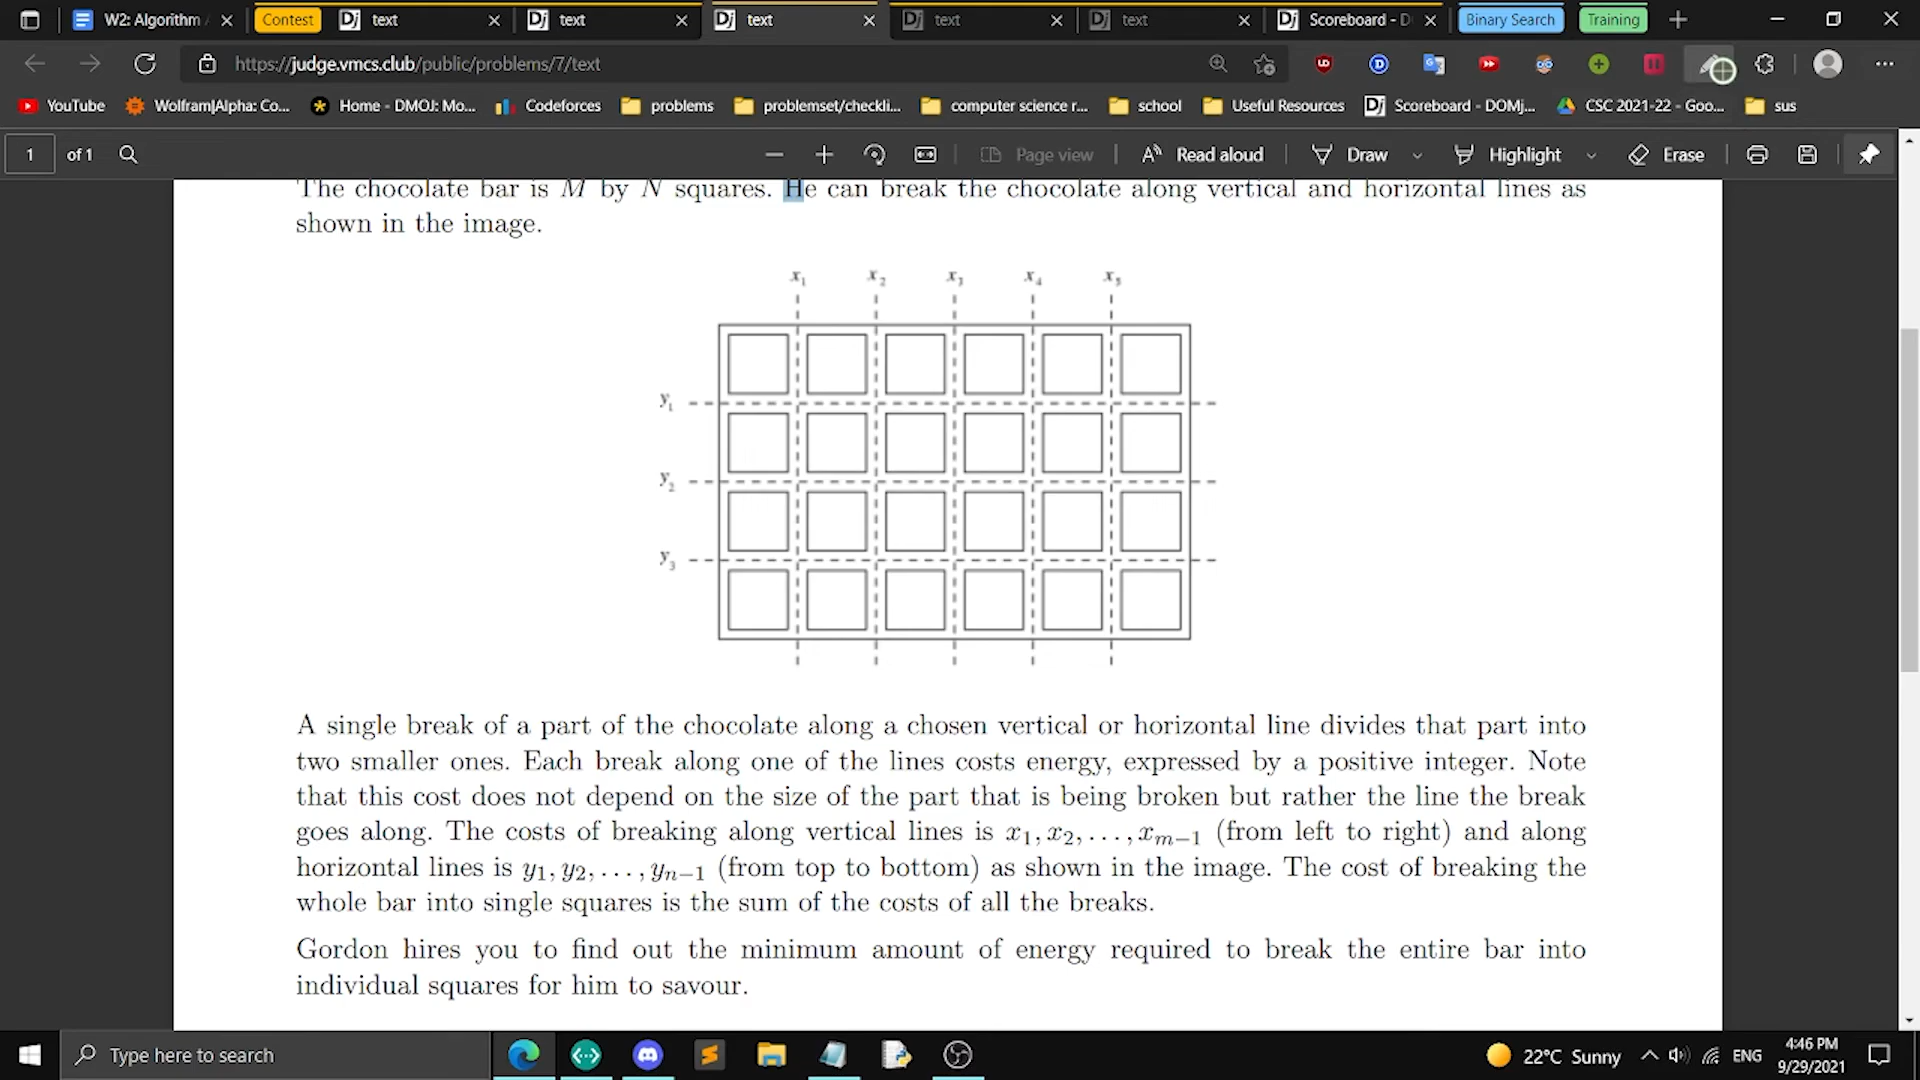 W2: Algorithm
Contest
text
text
text
text
text
Scoreboard - D
Binary Search
Training
https://judge.vmcs.club/public/problems/7/text
YouTube
Wolfram|Alpha: Co...
Home - DMOJ: Mo...
Codeforces
problems
problemset/checkli...
computer science r...
school
Useful Resources
Scoreboard - DOMj...
CSC 2021-22 - Goo...
sus
1 of 1
Page view
Read aloud
Draw
Highlight
Erase
The chocolate bar is M by N squares. He can break the chocolate along vertical and horizontal lines as
shown in the image.
x₁ x₂ x₃ x₄ x₅
y₁
y₂
y₃
A single break of a part of the chocolate along a chosen vertical or horizontal line divides that part into
two smaller ones. Each break along one of the lines costs energy, expressed by a positive integer. Note
that this cost does not depend on the size of the part that is being broken but rather the line the break
goes along. The costs of breaking along vertical lines is x₁, x₂, . . . , xₘ₋₁ (from left to right) and along
horizontal lines is y₁, y₂, . . . , yₙ₋₁ (from top to bottom) as shown in the image. The cost of breaking the
whole bar into single squares is the sum of the costs of all the breaks.
Gordon hires you to find out the minimum amount of energy required to break the entire bar into
individual squares for him to savour.
Type here to search
22°C Sunny
ENG
4:46 PM
9/29/2021